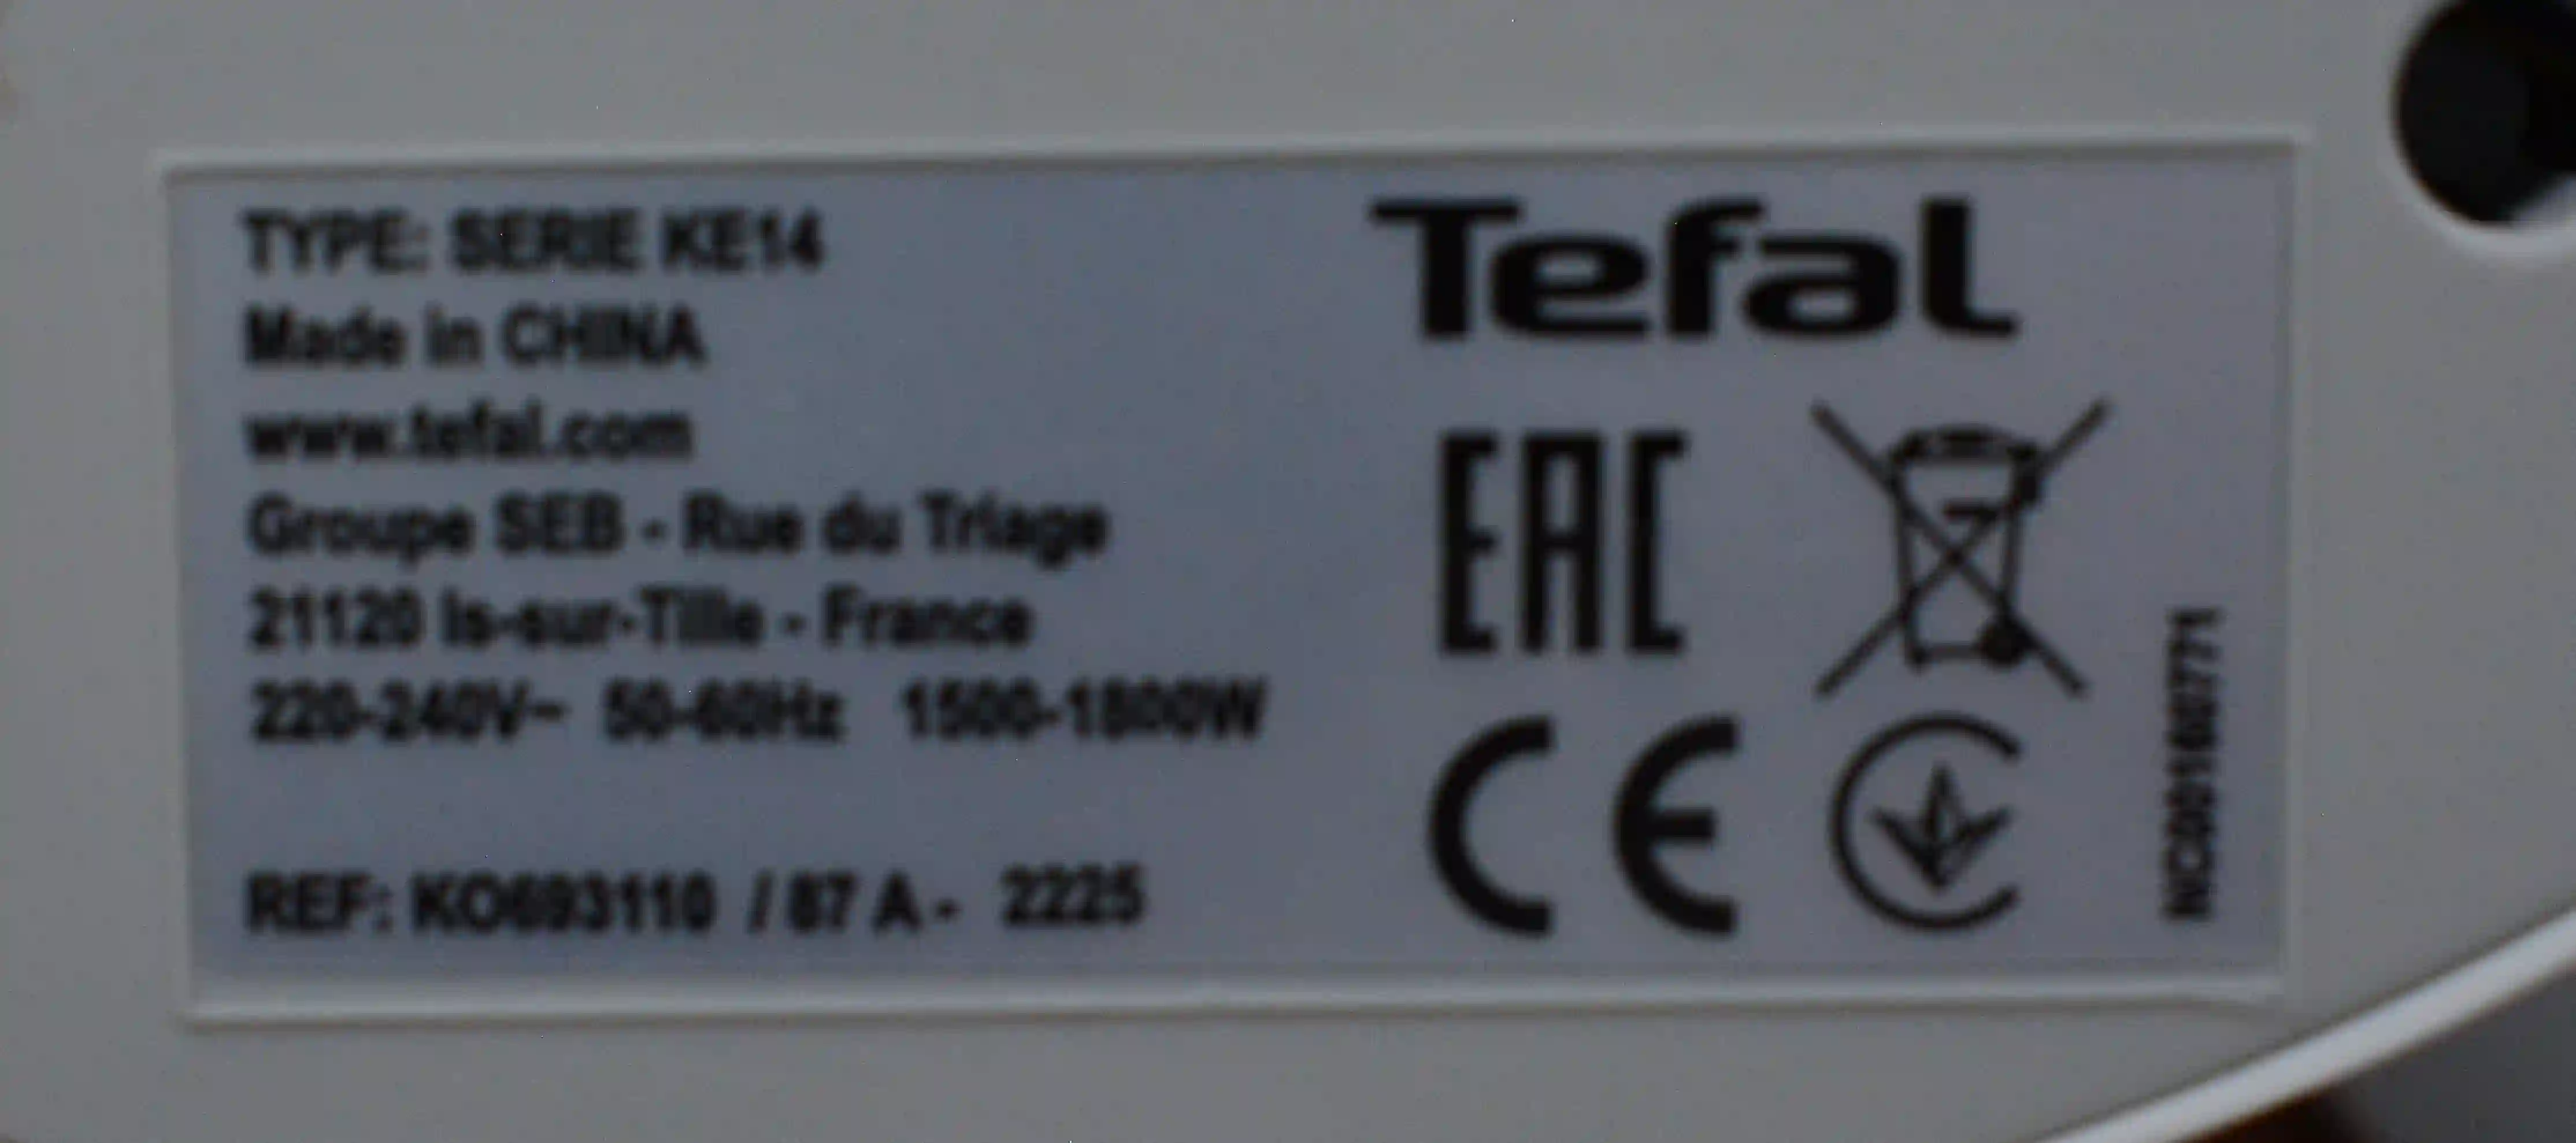 TYPE: SERIE KE14
Made in CHINA
www.tefal.com
Groupe SEB - Rue du Triage
21120 Is-sur-Tille - France
220-240V~ 50-60Hz 1500-1800W
REF: KO693110 / 87 A - 2225
Tefal
EAC
CE
NC00160771